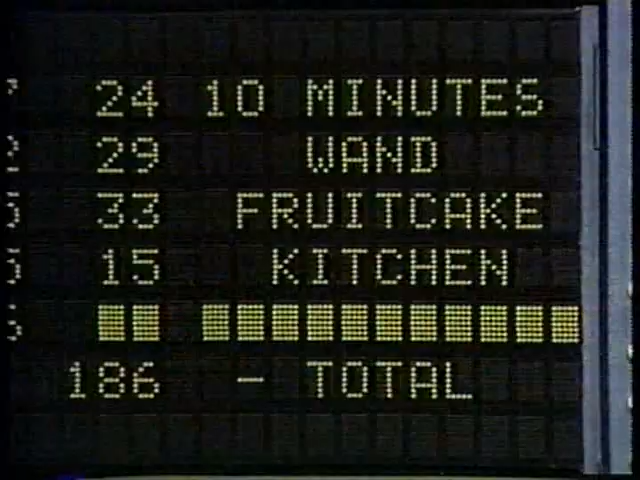 24 10 MINUTES
29 WAND
33 FRUITCAKE
15 KITCHEN
186 - TOTAL